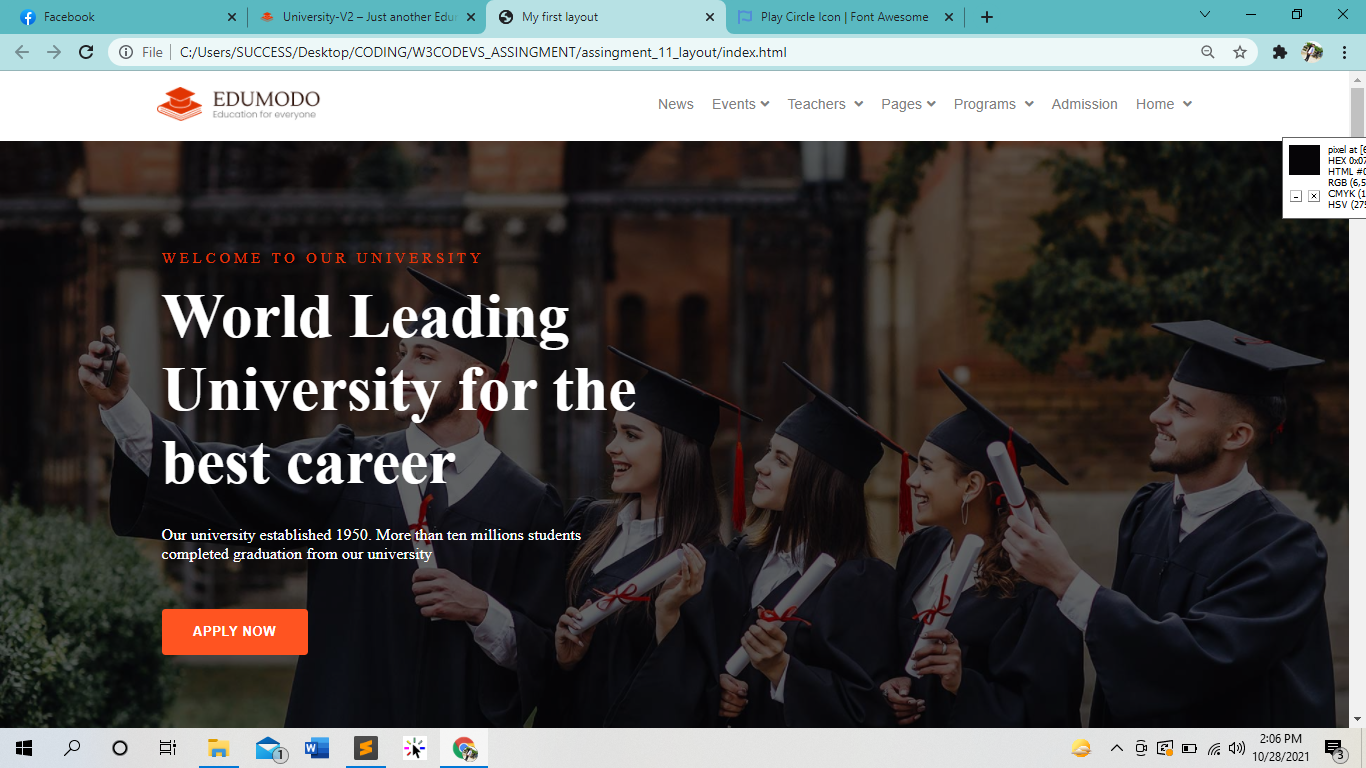 Facebook
University-V2 – Just another Edu
My first layout
Play Circle Icon | Font Awesome
File
C:/Users/SUCCESS/Desktop/CODING/W3CODEVS_ASSINGMENT/assingment_11_layout/index.html
EDUMODO
Education for everyone
News Events Teachers Pages Programs Admission Home
pixel at [6
HEX 0x07
HTML #0
RGB (6,5
CMYK (1
HSV (275
WELCOME TO OUR UNIVERSITY
World Leading
University for the
best career
Our university established 1950. More than ten millions students
completed graduation from our university
APPLY NOW
1
2:06 PM
10/28/2021
3